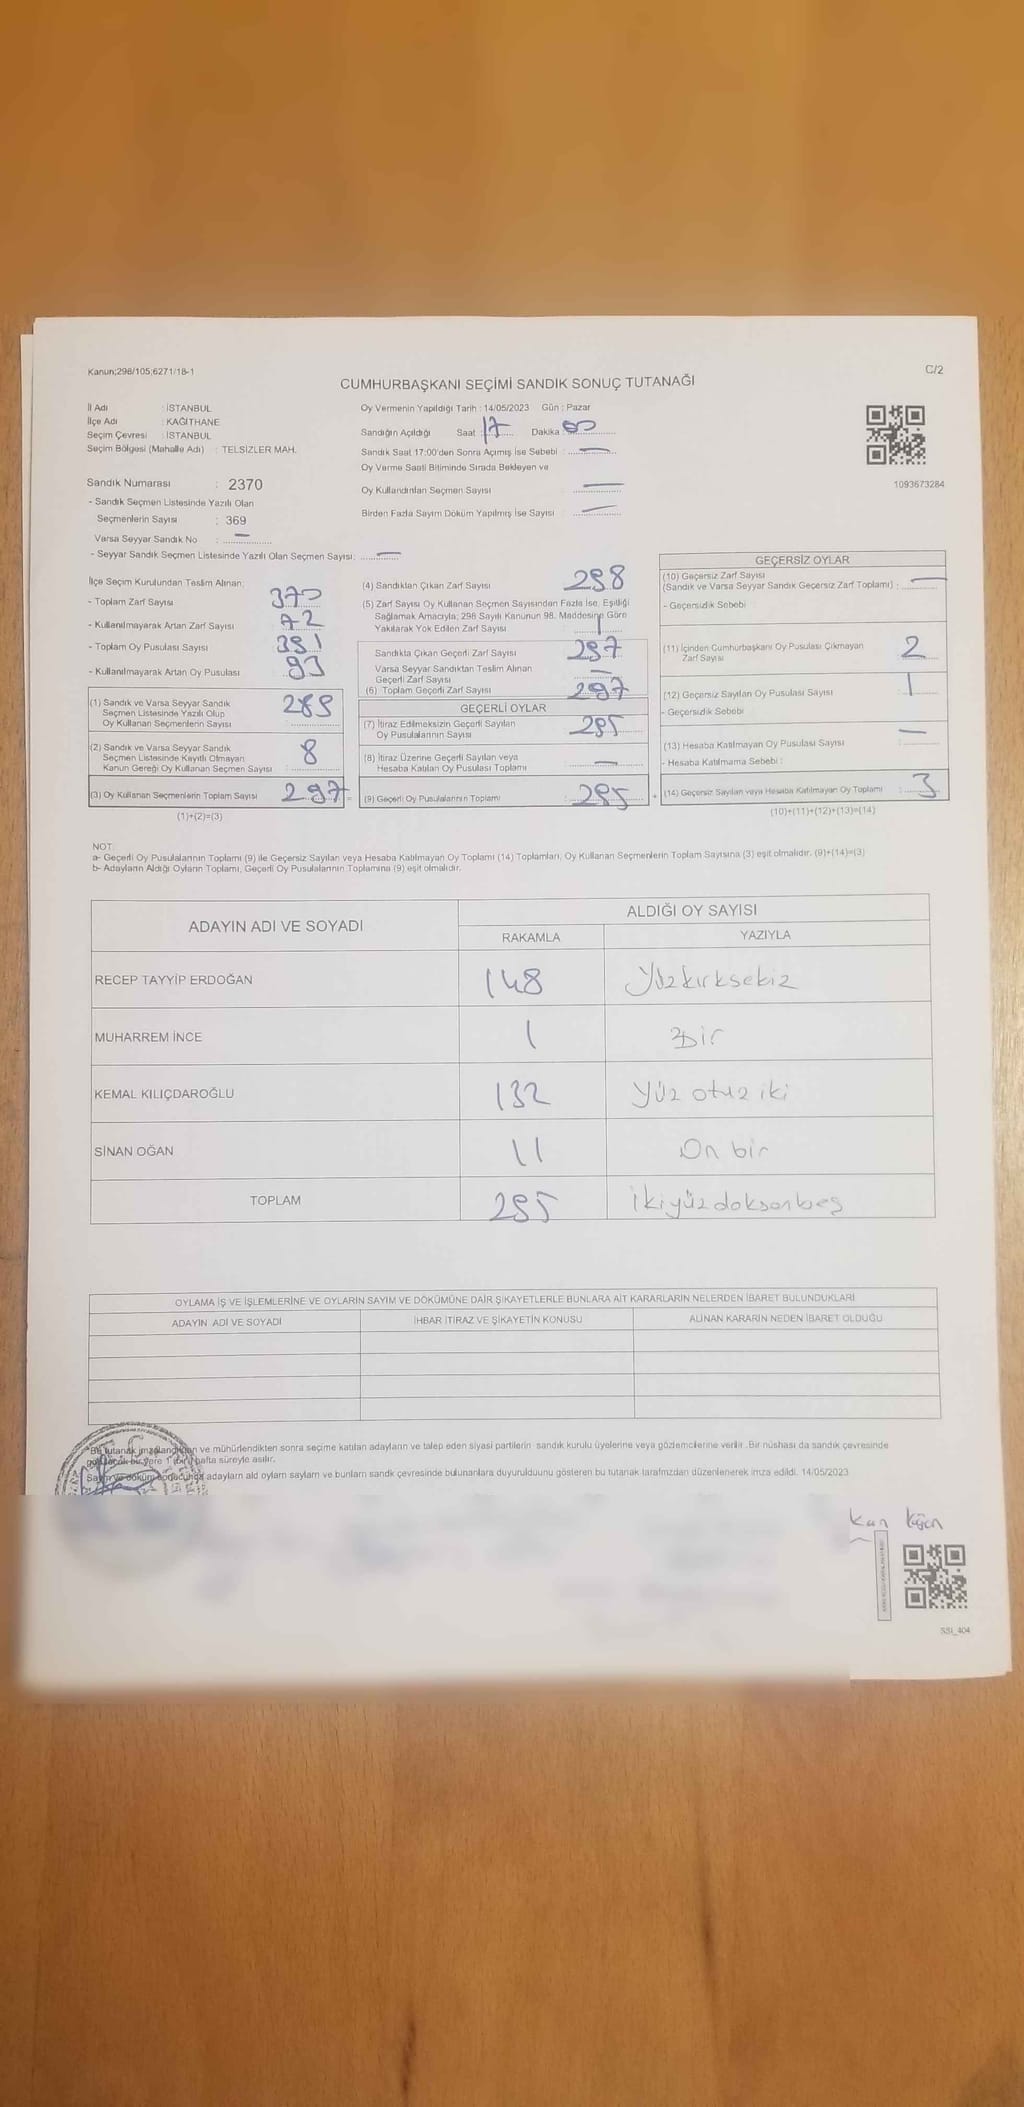 Kanun;298/105;6271/18-1
C/2
CUMHURBAŞKANI SEÇİMİ SANDIK SONUÇ TUTANAĞI
İl Adı : İSTANBUL
İlçe Adı : KAĞITHANE
Seçim Çevresi : İSTANBUL
Seçim Bölgesi (Mahalle Adı) : TELSİZLER MAH.
Sandık Numarası : 2370
- Sandık Seçmen Listesinde Yazılı Olan
Seçmenlerin Sayısı : 369
Varsa Seyyar Sandık No : —
- Seyyar Sandık Seçmen Listesinde Yazılı Olan Seçmen Sayısı: —
Oy Vermenin Yapıldığı Tarih : 14/05/2023 Gün : Pazar
Sandığın Açıldığı Saat : 17 Dakika : 00
Sandık Saat 17:00'den Sonra Açımış İse Sebebi : —
Oy Verme Saati Bitiminde Sırada Bekleyen ve
Oy Kullandırılan Seçmen Sayısı : —
Birden Fazla Sayım Döküm Yapılmış İse Sayısı : —
1093673284
İlçe Seçim Kurulundan Teslim Alınan;
- Toplam Zarf Sayısı 370
- Kullanılmayarak Artan Zarf Sayısı 72
- Toplam Oy Pusulası Sayısı 391
- Kullanılmayarak Artan Oy Pusulası 93
(1) Sandık ve Varsa Seyyar Sandık
Seçmen Listesinde Yazılı Olup
Oy Kullanan Seçmenlerin Sayısı : 289
(2) Sandık ve Varsa Seyyar Sandık
Seçmen Listesinde Kayıtlı Olmayan
Kanun Gereği Oy Kullanan Seçmen Sayısı : 8
(3) Oy Kullanan Seçmenlerin Toplam Sayısı : 297 =
(1)+(2)=(3)
(4) Sandıktan Çıkan Zarf Sayısı 298
(5) Zarf Sayısı Oy Kullanan Seçmen Sayısından Fazla İse, Eşitliği
Sağlamak Amacıyla; 298 Sayılı Kanunun 98. Maddesine Göre
Yakılarak Yok Edilen Zarf Sayısı 1
Sandıkta Çıkan Geçerli Zarf Sayısı 297
Varsa Seyyar Sandıktan Teslim Alınan
Geçerli Zarf Sayısı —
(6) Toplam Geçerli Zarf Sayısı 297
GEÇERLİ OYLAR
(7) İtiraz Edilmeksizin Geçerli Sayılan
Oy Pusulalarının Sayısı 295
(8) İtiraz Üzerine Geçerli Sayılan veya
Hesaba Katılan Oy Pusulası Toplamı : —
(9) Geçerli Oy Pusulalarının Toplamı : 295 +
GEÇERSİZ OYLAR
(10) Geçersiz Zarf Sayısı
(Sandık ve Varsa Seyyar Sandık Geçersiz Zarf Toplamı) : —
- Geçersizlik Sebebi
(11) İçinden Cumhurbaşkanı Oy Pusulası Çıkmayan
Zarf Sayısı 2
(12) Geçersiz Sayılan Oy Pusulası Sayısı 1
- Geçersizlik Sebebi
(13) Hesaba Katılmayan Oy Pusulası Sayısı : —
- Hesaba Katılmama Sebebi :
(14) Geçersiz Sayılan veya Hesaba Katılmayan Oy Toplamı : 3
(10)+(11)+(12)+(13)=(14)
NOT:
a- Geçerli Oy Pusulalarının Toplamı (9) ile Geçersiz Sayılan veya Hesaba Katılmayan Oy Toplamı (14) Toplamları, Oy Kullanan Seçmenlerin Toplam Sayısına (3) eşit olmalıdır. (9)+(14)=(3)
b- Adayların Aldığı Oyların Toplamı, Geçerli Oy Pusulalarının Toplamına (9) eşit olmalıdır.
ADAYIN ADI VE SOYADI
ALDIĞI OY SAYISI
RAKAMLA YAZIYLA
RECEP TAYYİP ERDOĞAN 148 Yüzkırksekiz
MUHARREM İNCE 1 Bir
KEMAL KILIÇDAROĞLU 132 Yüz otuz iki
SİNAN OĞAN 11 On bir
TOPLAM 295 İkiyüzdoksanbeş
OYLAMA İŞ VE İŞLEMLERİNE VE OYLARIN SAYIM VE DÖKÜMÜNE DAİR ŞİKAYETLERLE BUNLARA AİT KARARLARIN NELERDEN İBARET BULUNDUKLARI
ADAYIN ADI VE SOYADI İHBAR İTİRAZ VE ŞİKAYETİN KONUSU ALINAN KARARIN NEDEN İBARET OLDUĞU
Bu tutanak imzalandıktan ve mühürlendikten sonra seçime katılan adayların ve talep eden siyasi partilerin sandık kurulu üyelerine veya gözlemcilerine verilir. Bir nüshası da sandık çevresinde
görülecek bir yere 1 (bir) hafta süreyle asılır.
adayların ald oyların sayların ve bunların sandık çevresinde bulunanlara duyurulduunu gösteren bu tutanak tarafımzdan düzenlenerek imza edildi. 14/05/2023
SSI_404